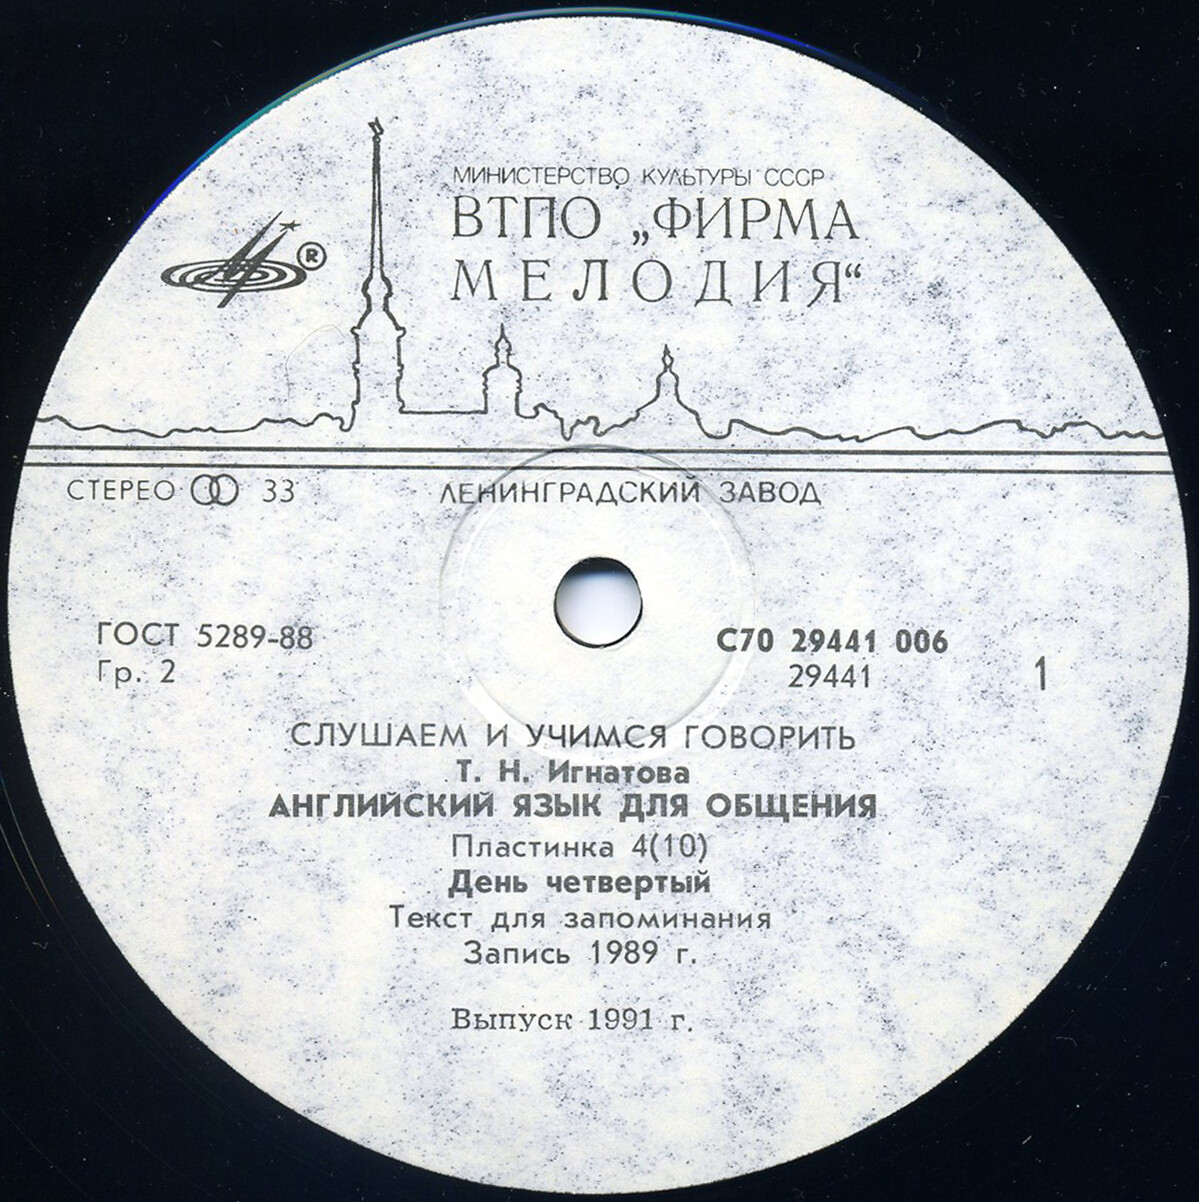 МИНИСТЕРСТВО КУЛЬТУРЫ СССР
ВТПО „ФИРМА
МЕЛОДИЯ“
®
СТЕРЕО 33
ЛЕНИНГРАДСКИЙ ЗАВОД
ГОСТ 5289-88
Гр. 2
С70 29441 006
29441
1
СЛУШАЕМ И УЧИМСЯ ГОВОРИТЬ
Т. Н. Игнатова
АНГЛИЙСКИЙ ЯЗЫК ДЛЯ ОБЩЕНИЯ
Пластинка 4(10)
День четвертый
Текст для запоминания
Запись 1989 г.
Выпуск 1991 г.